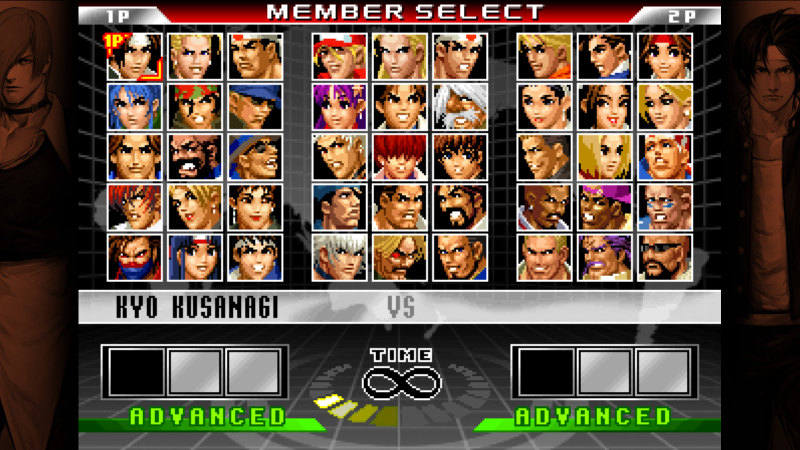 1P MEMBER SELECT 2P
1P
KYO KUSANAGI VS
TIME
∞
ADVANCED ADVANCED